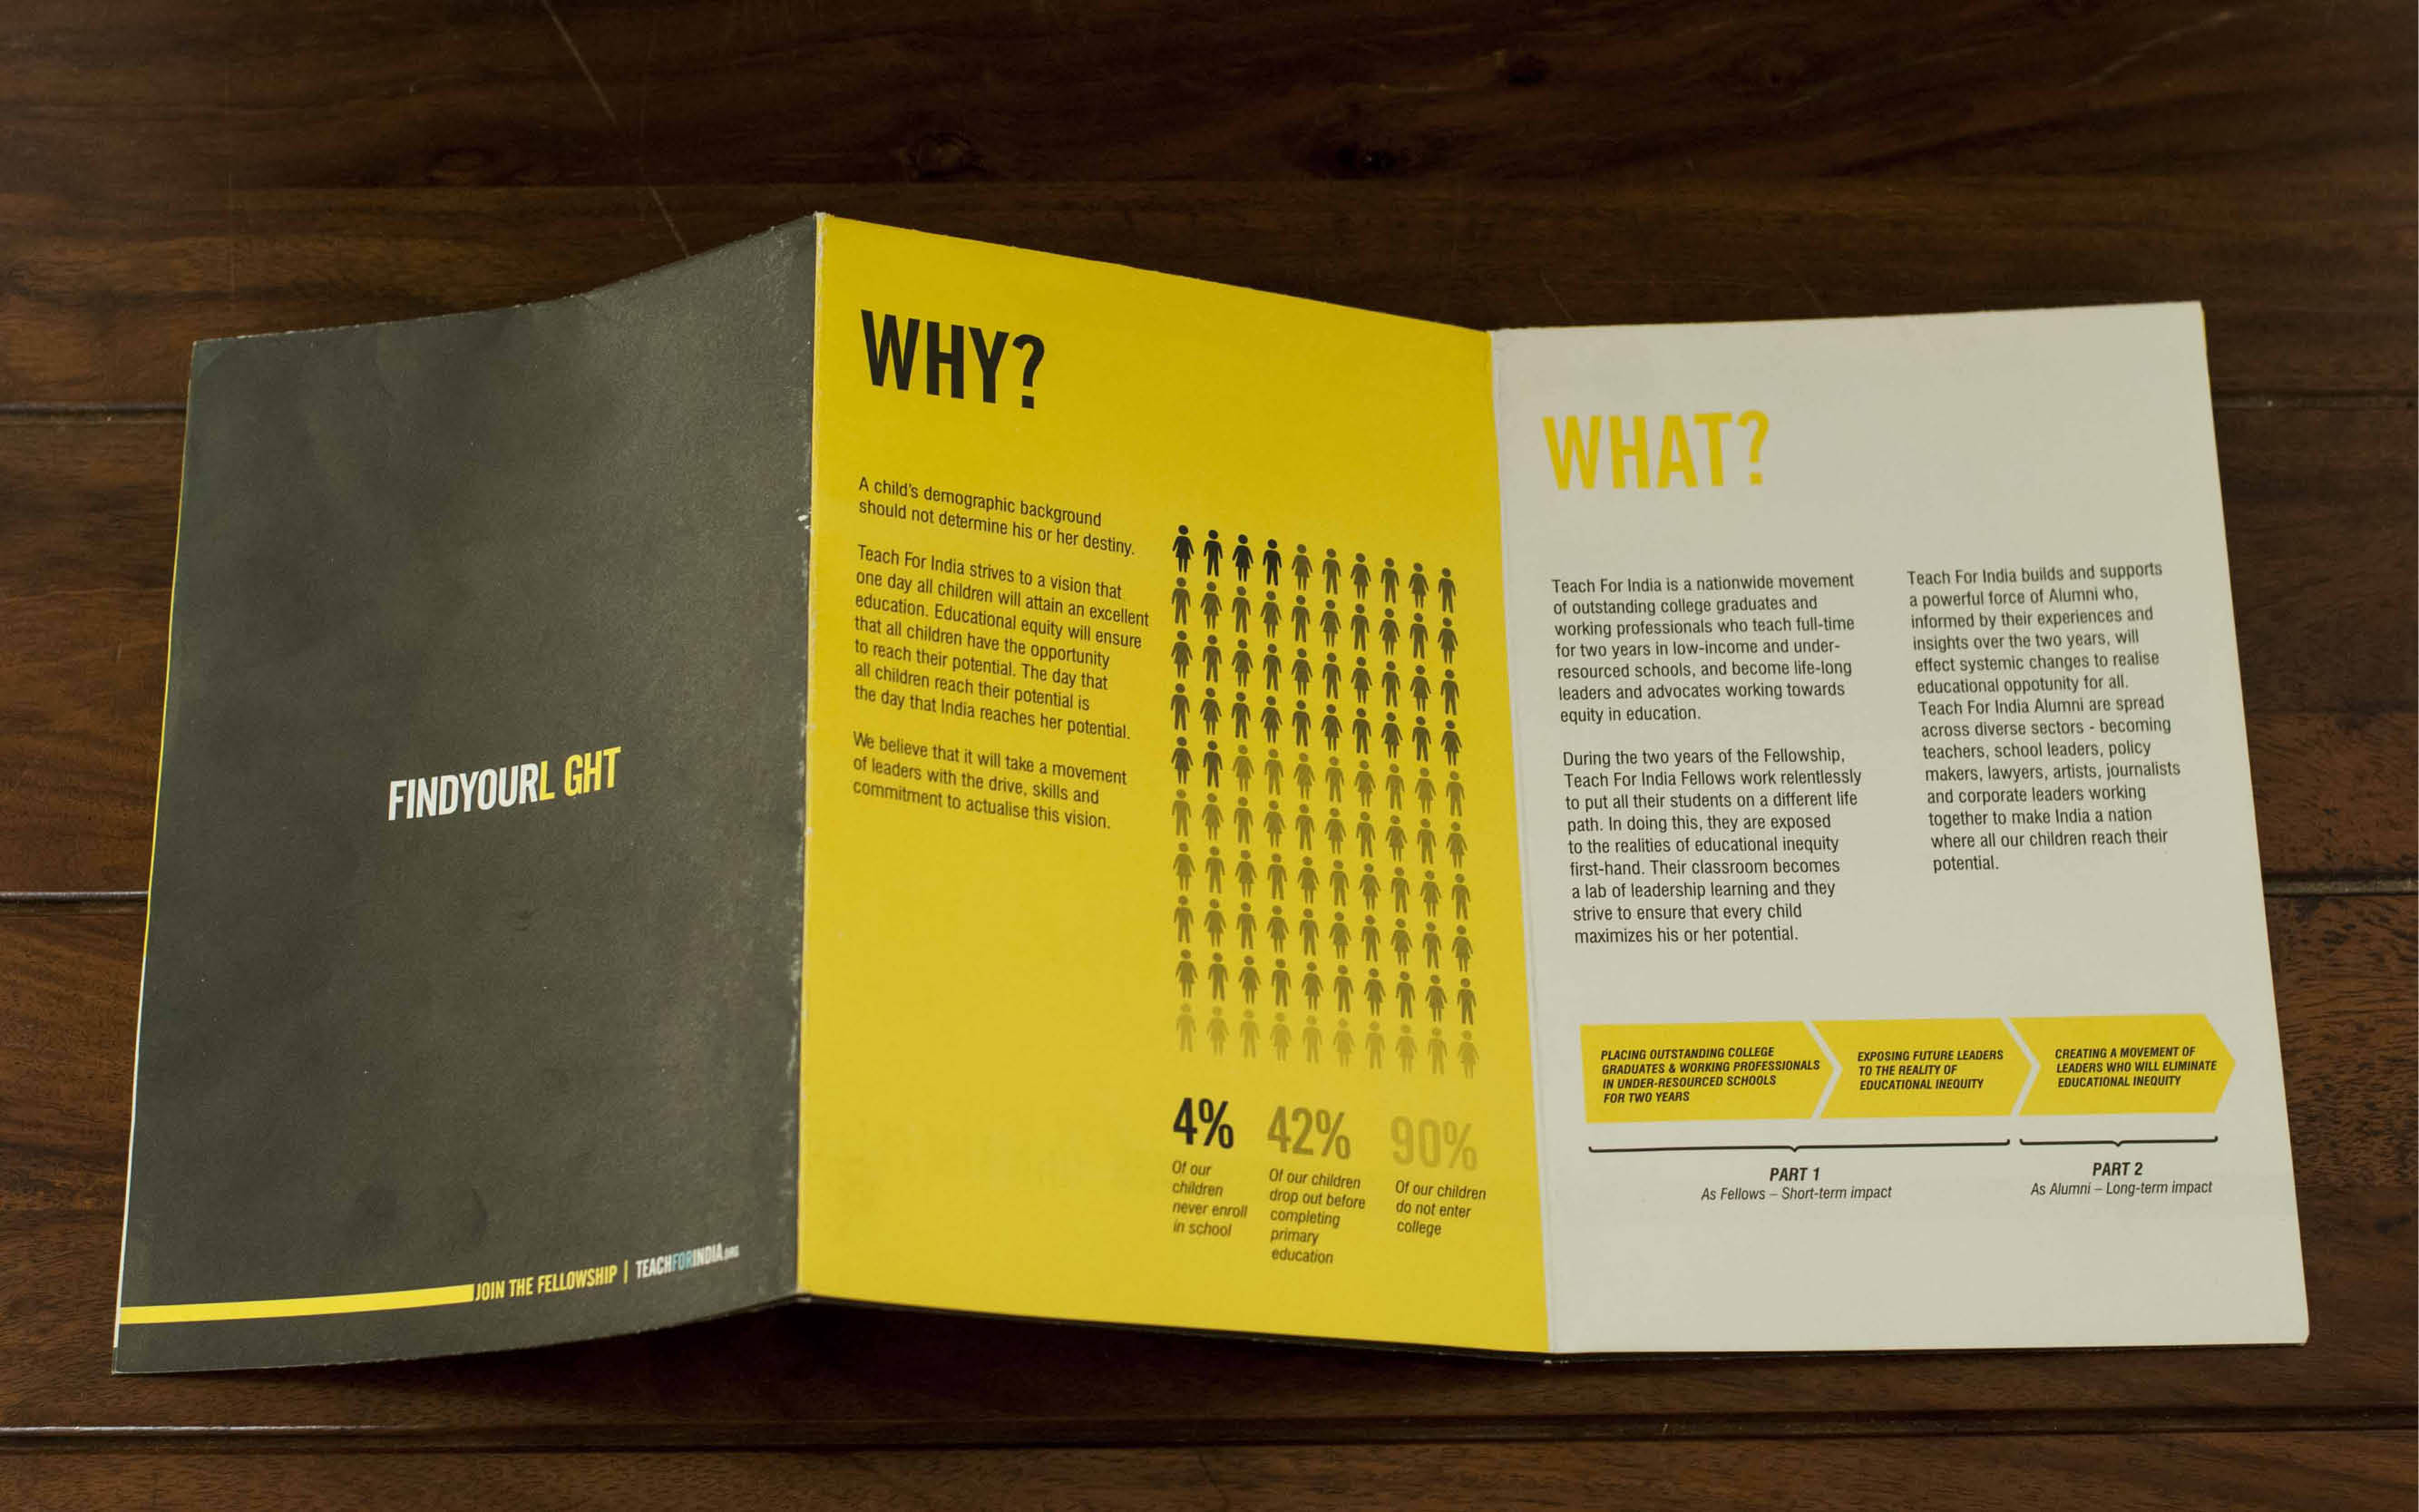 FINDYOURL GHT
JOIN THE FELLOWSHIP | TEACHFORINDIA.ORG
WHY?
A child's demographic background
should not determine his or her destiny.
Teach For India strives to a vision that
one day all children will attain an excellent
education. Educational equity will ensure
that all children have the opportunity
to reach their potential. The day that
all children reach their potential is
the day that India reaches her potential.
We believe that it will take a movement
of leaders with the drive, skills and
commitment to actualise this vision.
4%
Of our
children
never enroll
in school
42%
Of our children
drop out before
completing
primary
education
90%
Of our children
do not enter
college
WHAT?
Teach For India is a nationwide movement
of outstanding college graduates and
working professionals who teach full-time
for two years in low-income and under-
resourced schools, and become life-long
leaders and advocates working towards
equity in education.
During the two years of the Fellowship,
Teach For India Fellows work relentlessly
to put all their students on a different life
path. In doing this, they are exposed
to the realities of educational inequity
first-hand. Their classroom becomes
a lab of leadership learning and they
strive to ensure that every child
maximizes his or her potential.
Teach For India builds and supports
a powerful force of Alumni who,
informed by their experiences and
insights over the two years, will
effect systemic changes to realise
educational oppotunity for all.
Teach For India Alumni are spread
across diverse sectors - becoming
teachers, school leaders, policy
makers, lawyers, artists, journalists
and corporate leaders working
together to make India a nation
where all our children reach their
potential.
PLACING OUTSTANDING COLLEGE
GRADUATES & WORKING PROFESSIONALS
IN UNDER-RESOURCED SCHOOLS
FOR TWO YEARS
EXPOSING FUTURE LEADERS
TO THE REALITY OF
EDUCATIONAL INEQUITY
CREATING A MOVEMENT OF
LEADERS WHO WILL ELIMINATE
EDUCATIONAL INEQUITY
PART 1
As Fellows – Short-term impact
PART 2
As Alumni – Long-term impact